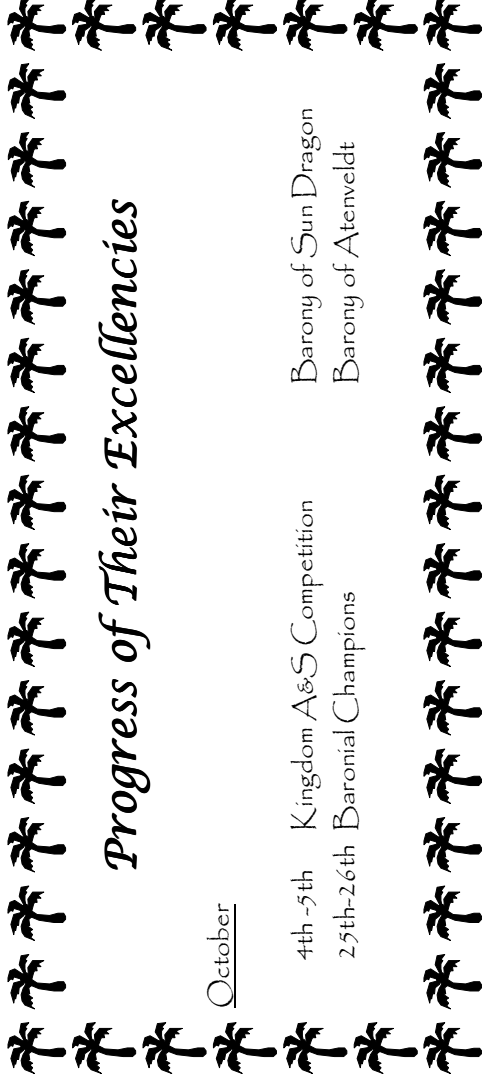 Progress of Their Excellencies
October
4th -5th Kingdom A&S Competition Barony of Sun Dragon
25th-26th Baronial Champions Barony of Atenveldt